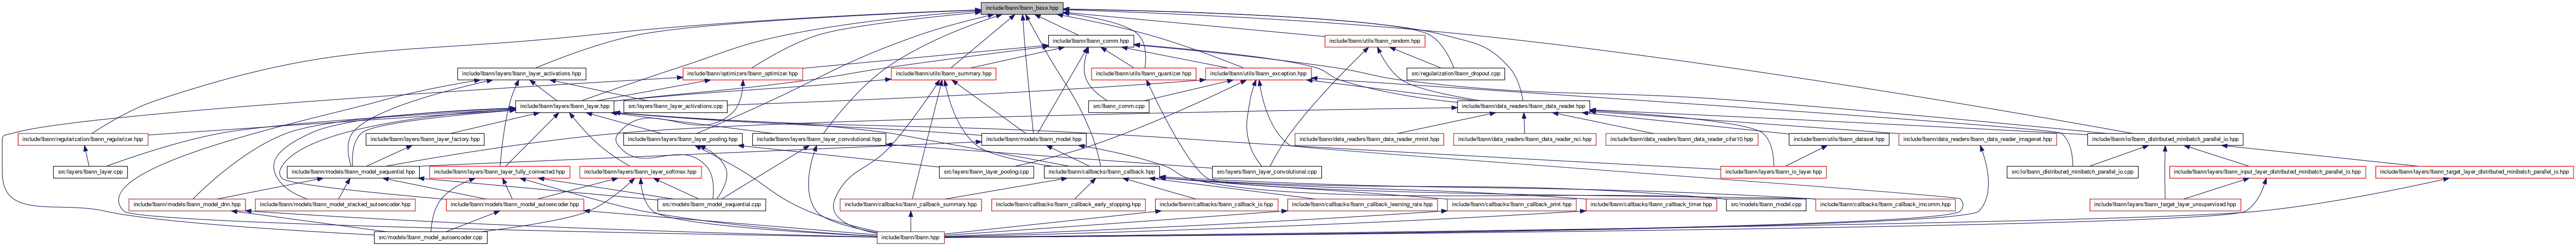 include/lbann/lbann_base.hpp
include/lbann/lbann_comm.hpp
include/lbann/utils/lbann_random.hpp
include/lbann/layers/lbann_layer_activations.hpp
include/lbann/optimizers/lbann_optimizer.hpp
include/lbann/utils/lbann_summary.hpp
include/lbann/utils/lbann_quantizer.hpp
include/lbann/utils/lbann_exception.hpp
src/regularization/lbann_dropout.cpp
include/lbann/layers/lbann_layer.hpp
src/layers/lbann_layer_activations.cpp
src/lbann_comm.cpp
include/lbann/data_readers/lbann_data_reader.hpp
include/lbann/regularization/lbann_regularizer.hpp
include/lbann/layers/lbann_layer_factory.hpp
include/lbann/layers/lbann_layer_pooling.hpp
include/lbann/layers/lbann_layer_convolutional.hpp
include/lbann/models/lbann_model.hpp
include/lbann/data_readers/lbann_data_reader_mnist.hpp
include/lbann/data_readers/lbann_data_reader_nci.hpp
include/lbann/data_readers/lbann_data_reader_cifar10.hpp
include/lbann/utils/lbann_dataset.hpp
include/lbann/data_readers/lbann_data_reader_imagenet.hpp
include/lbann/io/lbann_distributed_minibatch_parallel_io.hpp
src/layers/lbann_layer.cpp
include/lbann/models/lbann_model_sequential.hpp
include/lbann/layers/lbann_layer_fully_connected.hpp
include/lbann/layers/lbann_layer_softmax.hpp
src/layers/lbann_layer_pooling.cpp
include/lbann/callbacks/lbann_callback.hpp
src/layers/lbann_layer_convolutional.cpp
include/lbann/layers/lbann_io_layer.hpp
src/io/lbann_distributed_minibatch_parallel_io.cpp
include/lbann/layers/lbann_input_layer_distributed_minibatch_parallel_io.hpp
include/lbann/layers/lbann_target_layer_distributed_minibatch_parallel_io.hpp
include/lbann/models/lbann_model_dnn.hpp
include/lbann/models/lbann_model_stacked_autoencoder.hpp
include/lbann/models/lbann_model_autoencoder.hpp
src/models/lbann_model_sequential.cpp
include/lbann/callbacks/lbann_callback_summary.hpp
include/lbann/callbacks/lbann_callback_early_stopping.hpp
include/lbann/callbacks/lbann_callback_io.hpp
include/lbann/callbacks/lbann_callback_learning_rate.hpp
include/lbann/callbacks/lbann_callback_print.hpp
include/lbann/callbacks/lbann_callback_timer.hpp
src/models/lbann_model.cpp
include/lbann/callbacks/lbann_callback_imcomm.hpp
include/lbann/layers/lbann_target_layer_unsupervised.hpp
src/models/lbann_model_autoencoder.cpp
include/lbann/lbann.hpp